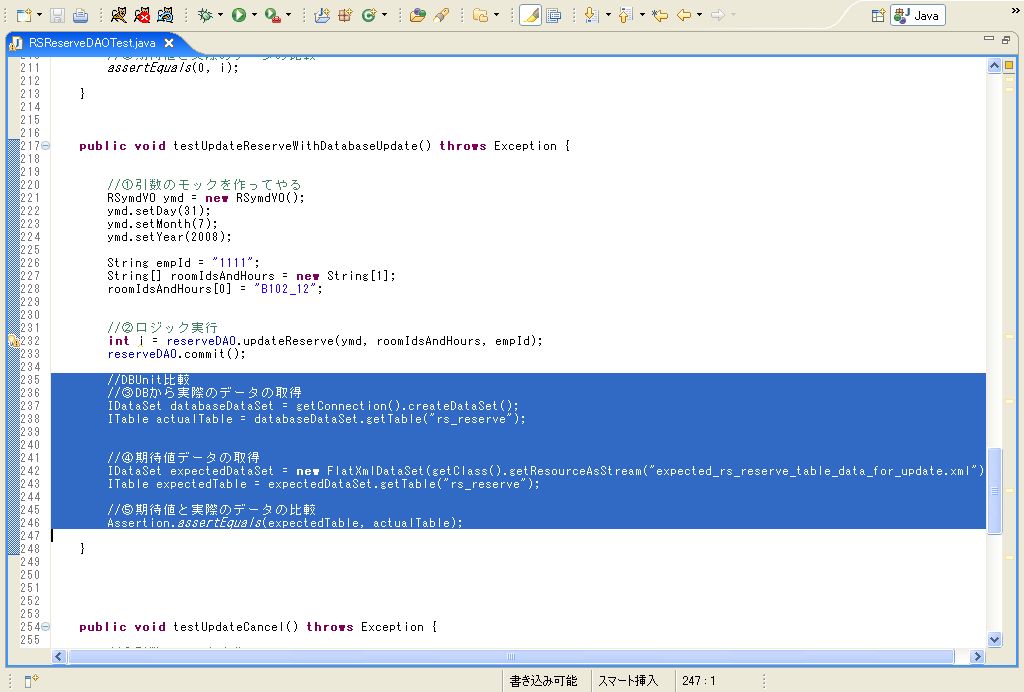 Java
RSReserveDAOTest.java
211 assertEquals(0, i);
212
213 }
214
215
216
217 public void testUpdateReserveWithDatabaseUpdate() throws Exception {
218
219
220 //①引数のモックを作ってやる
221 RSymdVO ymd = new RSymdVO();
222 ymd.setDay(31);
223 ymd.setMonth(7);
224 ymd.setYear(2008);
225
226 String empId = "1111";
227 String[] roomIdsAndHours = new String[1];
228 roomIdsAndHours[0] = "B102_12";
229
230
231 //②ロジック実行
232 int i = reserveDAO.updateReserve(ymd, roomIdsAndHours, empId);
233 reserveDAO.commit();
234
235 //DBUnit比較
236 //③DBから実際のデータの取得
237 IDataSet databaseDataSet = getConnection().createDataSet();
238 ITable actualTable = databaseDataSet.getTable("rs_reserve");
239
240
241 //④期待値データの取得
242 IDataSet expectedDataSet = new FlatXmlDataSet(getClass().getResourceAsStream("expected_rs_reserve_table_data_for_update.xml")
243 ITable expectedTable = expectedDataSet.getTable("rs_reserve");
244
245 //⑤期待値と実際のデータの比較
246 Assertion.assertEquals(expectedTable, actualTable);
247
248 }
249
250
251
252
253
254 public void testUpdateCancel() throws Exception {
255
書き込み可能 スマート挿入 247 : 1